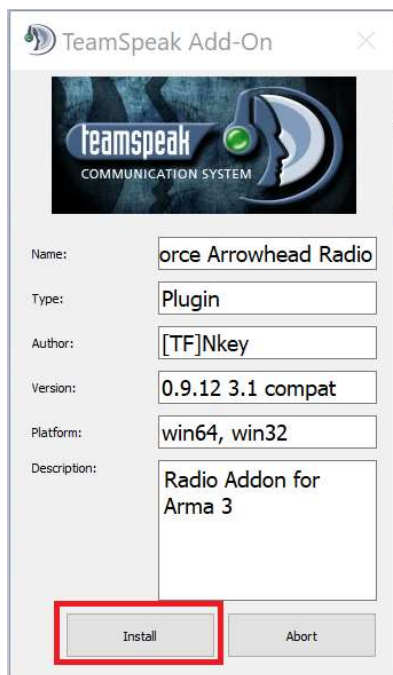 TeamSpeak Add-On
teamspeak
COMMUNICATION SYSTEM
Name: orce Arrowhead Radio
Type: Plugin
Author: [TF]Nkey
Version: 0.9.12 3.1 compat
Platform: win64, win32
Description: Radio Addon for
Arma 3
Install Abort